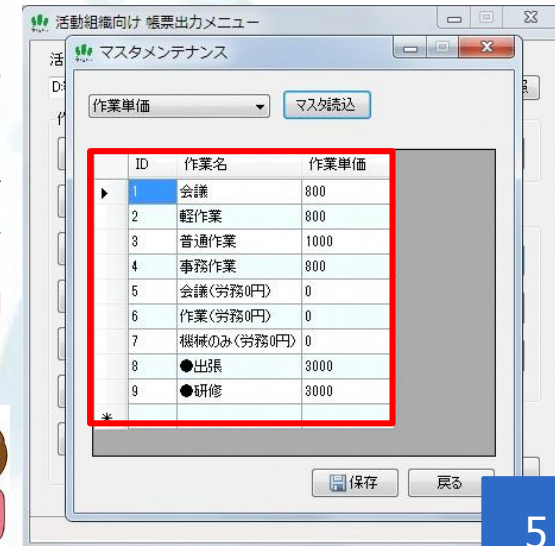 活動組織向け 帳票出力メニュー
マスタメンテナンス
活
D:
作業単価
マスタ読込
ID 作業名 作業単価
1 会議 800
2 軽作業 800
3 普通作業 1000
4 事務作業 800
5 会議(労務0円) 0
6 作業(労務0円) 0
7 機械のみ(労務0円) 0
8 ●出張 3000
9 ●研修 3000
*
保存 戻る
5